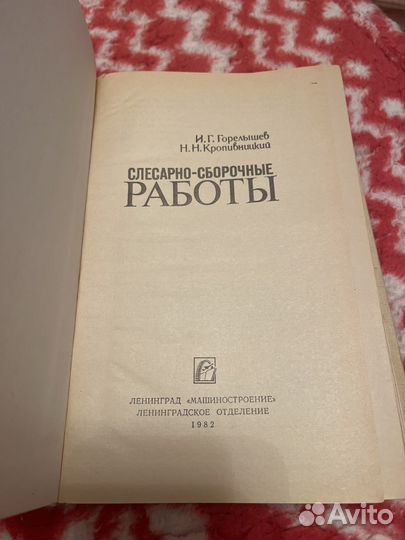 И. Г. Горелышев
Н. Н. Кропивницкий
СЛЕСАРНО-СБОРОЧНЫЕ
РАБОТЫ
ЛЕНИНГРАД «МАШИНОСТРОЕНИЕ»
ЛЕНИНГРАДСКОЕ ОТДЕЛЕНИЕ
1982
Avito